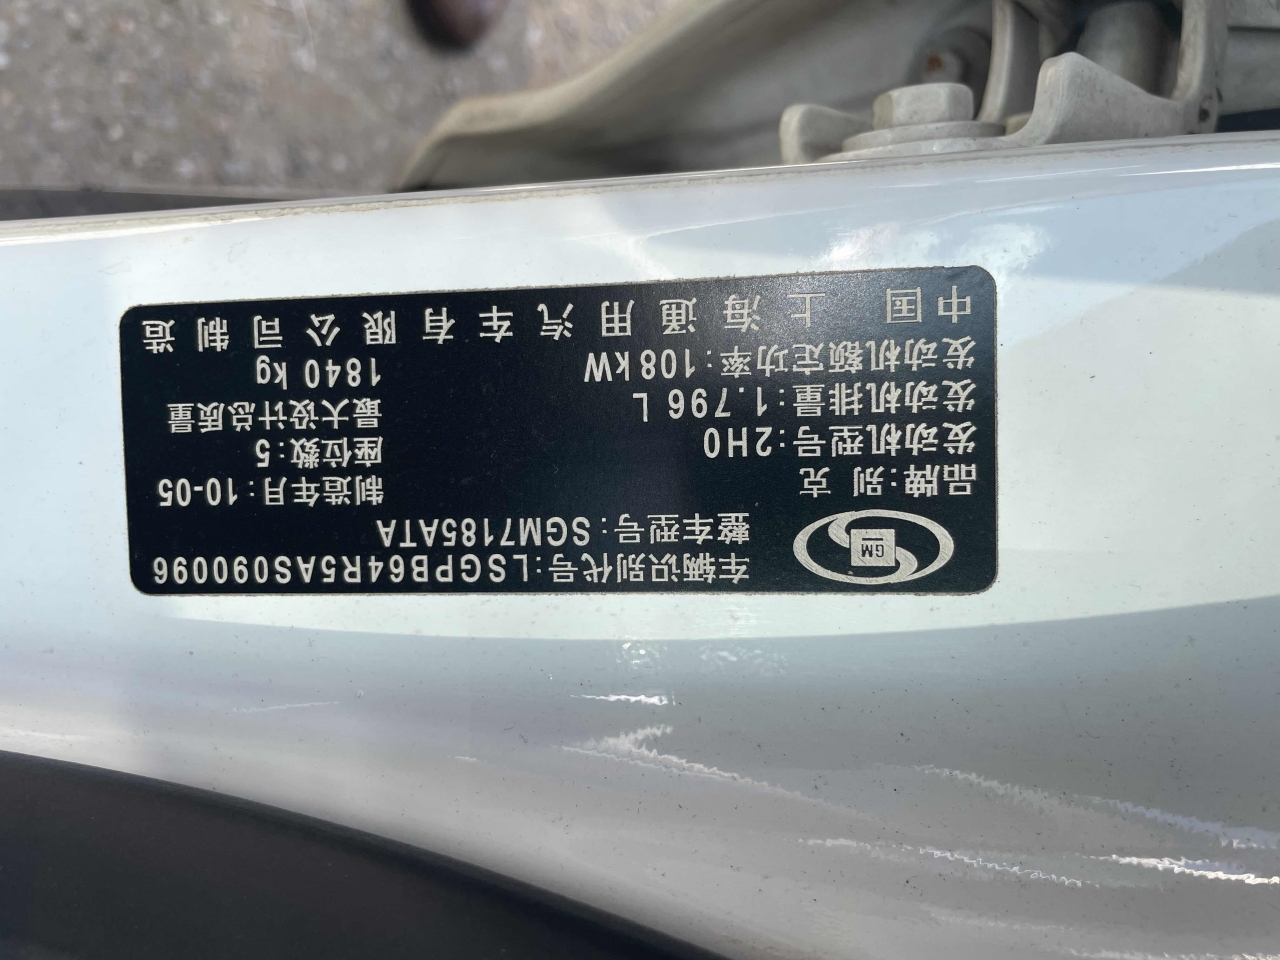 车辆识别代号:LSGPB64R5AS090096
整车型号:SGM7185ATA
GM
品牌:别 克
制造年月:10-05
发动机型号:2H0
座位数:5
发动机排量:1.796 L
最大设计总质量
发动机额定功率:108kW
1840 kg
中国 上海通用汽车有限公司制造